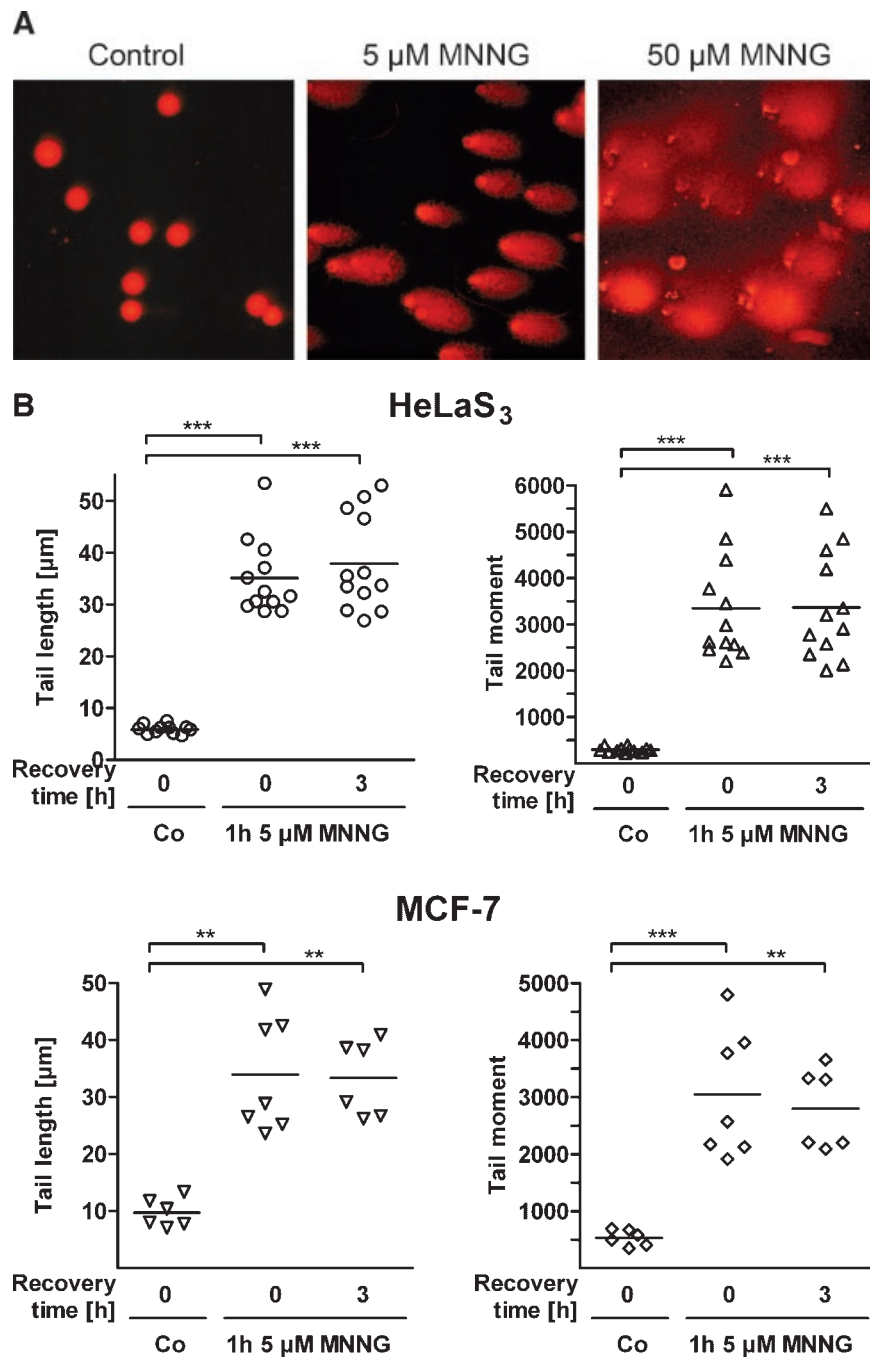 A
Control
5 µM MNNG
50 µM MNNG
B
HeLaS3
***
***
Tail length [µm]
50
40
30
20
10
0
Recovery time [h]
0
0
3
Co
1h 5 µM MNNG
***
***
Tail moment
6000
5000
4000
3000
2000
1000
Recovery time [h]
0
0
3
Co
1h 5 µM MNNG
MCF-7
**
**
Tail length [µm]
50
40
30
20
10
Recovery time [h]
0
0
3
Co
1h 5 µM MNNG
***
**
Tail moment
5000
4000
3000
2000
1000
Recovery time [h]
0
0
3
Co
1h 5 µM MNNG